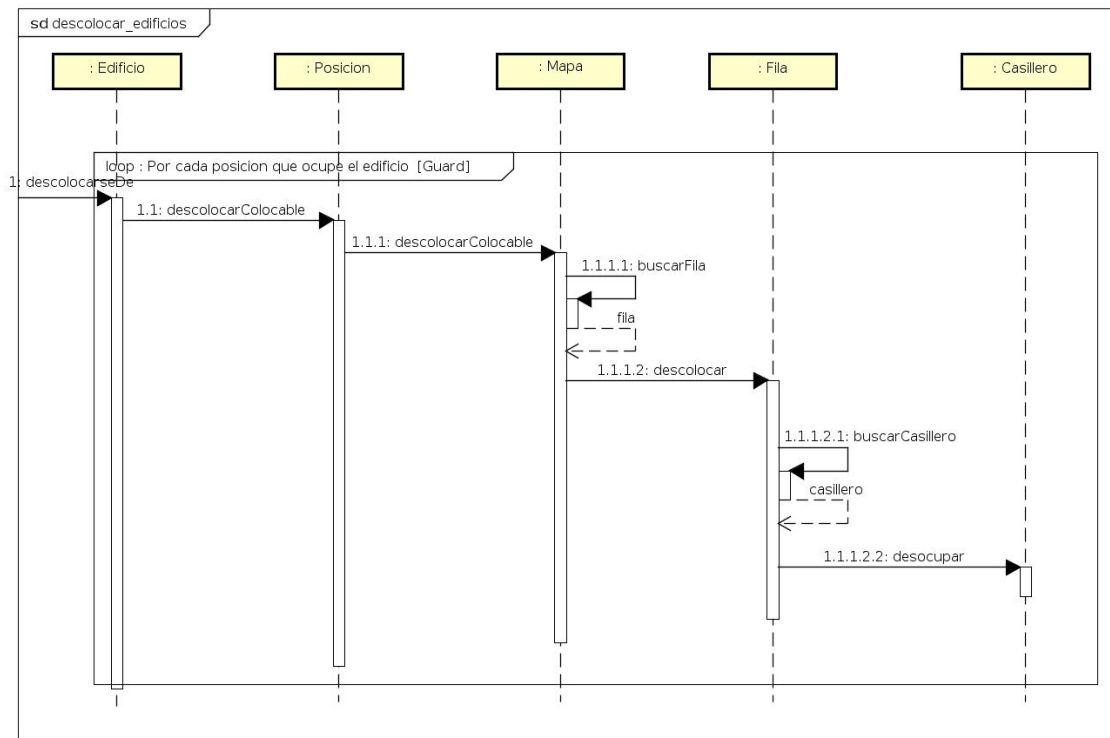 sd descolocar_edificios
: Edificio
: Posicion
: Mapa
: Fila
: Casillero
loop : Por cada posicion que ocupe el edificio [Guard]
1: descolocarseDe
1.1: descolocarColocable
1.1.1: descolocarColocable
1.1.1.1: buscarFila
fila
1.1.1.2: descolocar
1.1.1.2.1: buscarCasillero
casillero
1.1.1.2.2: desocupar